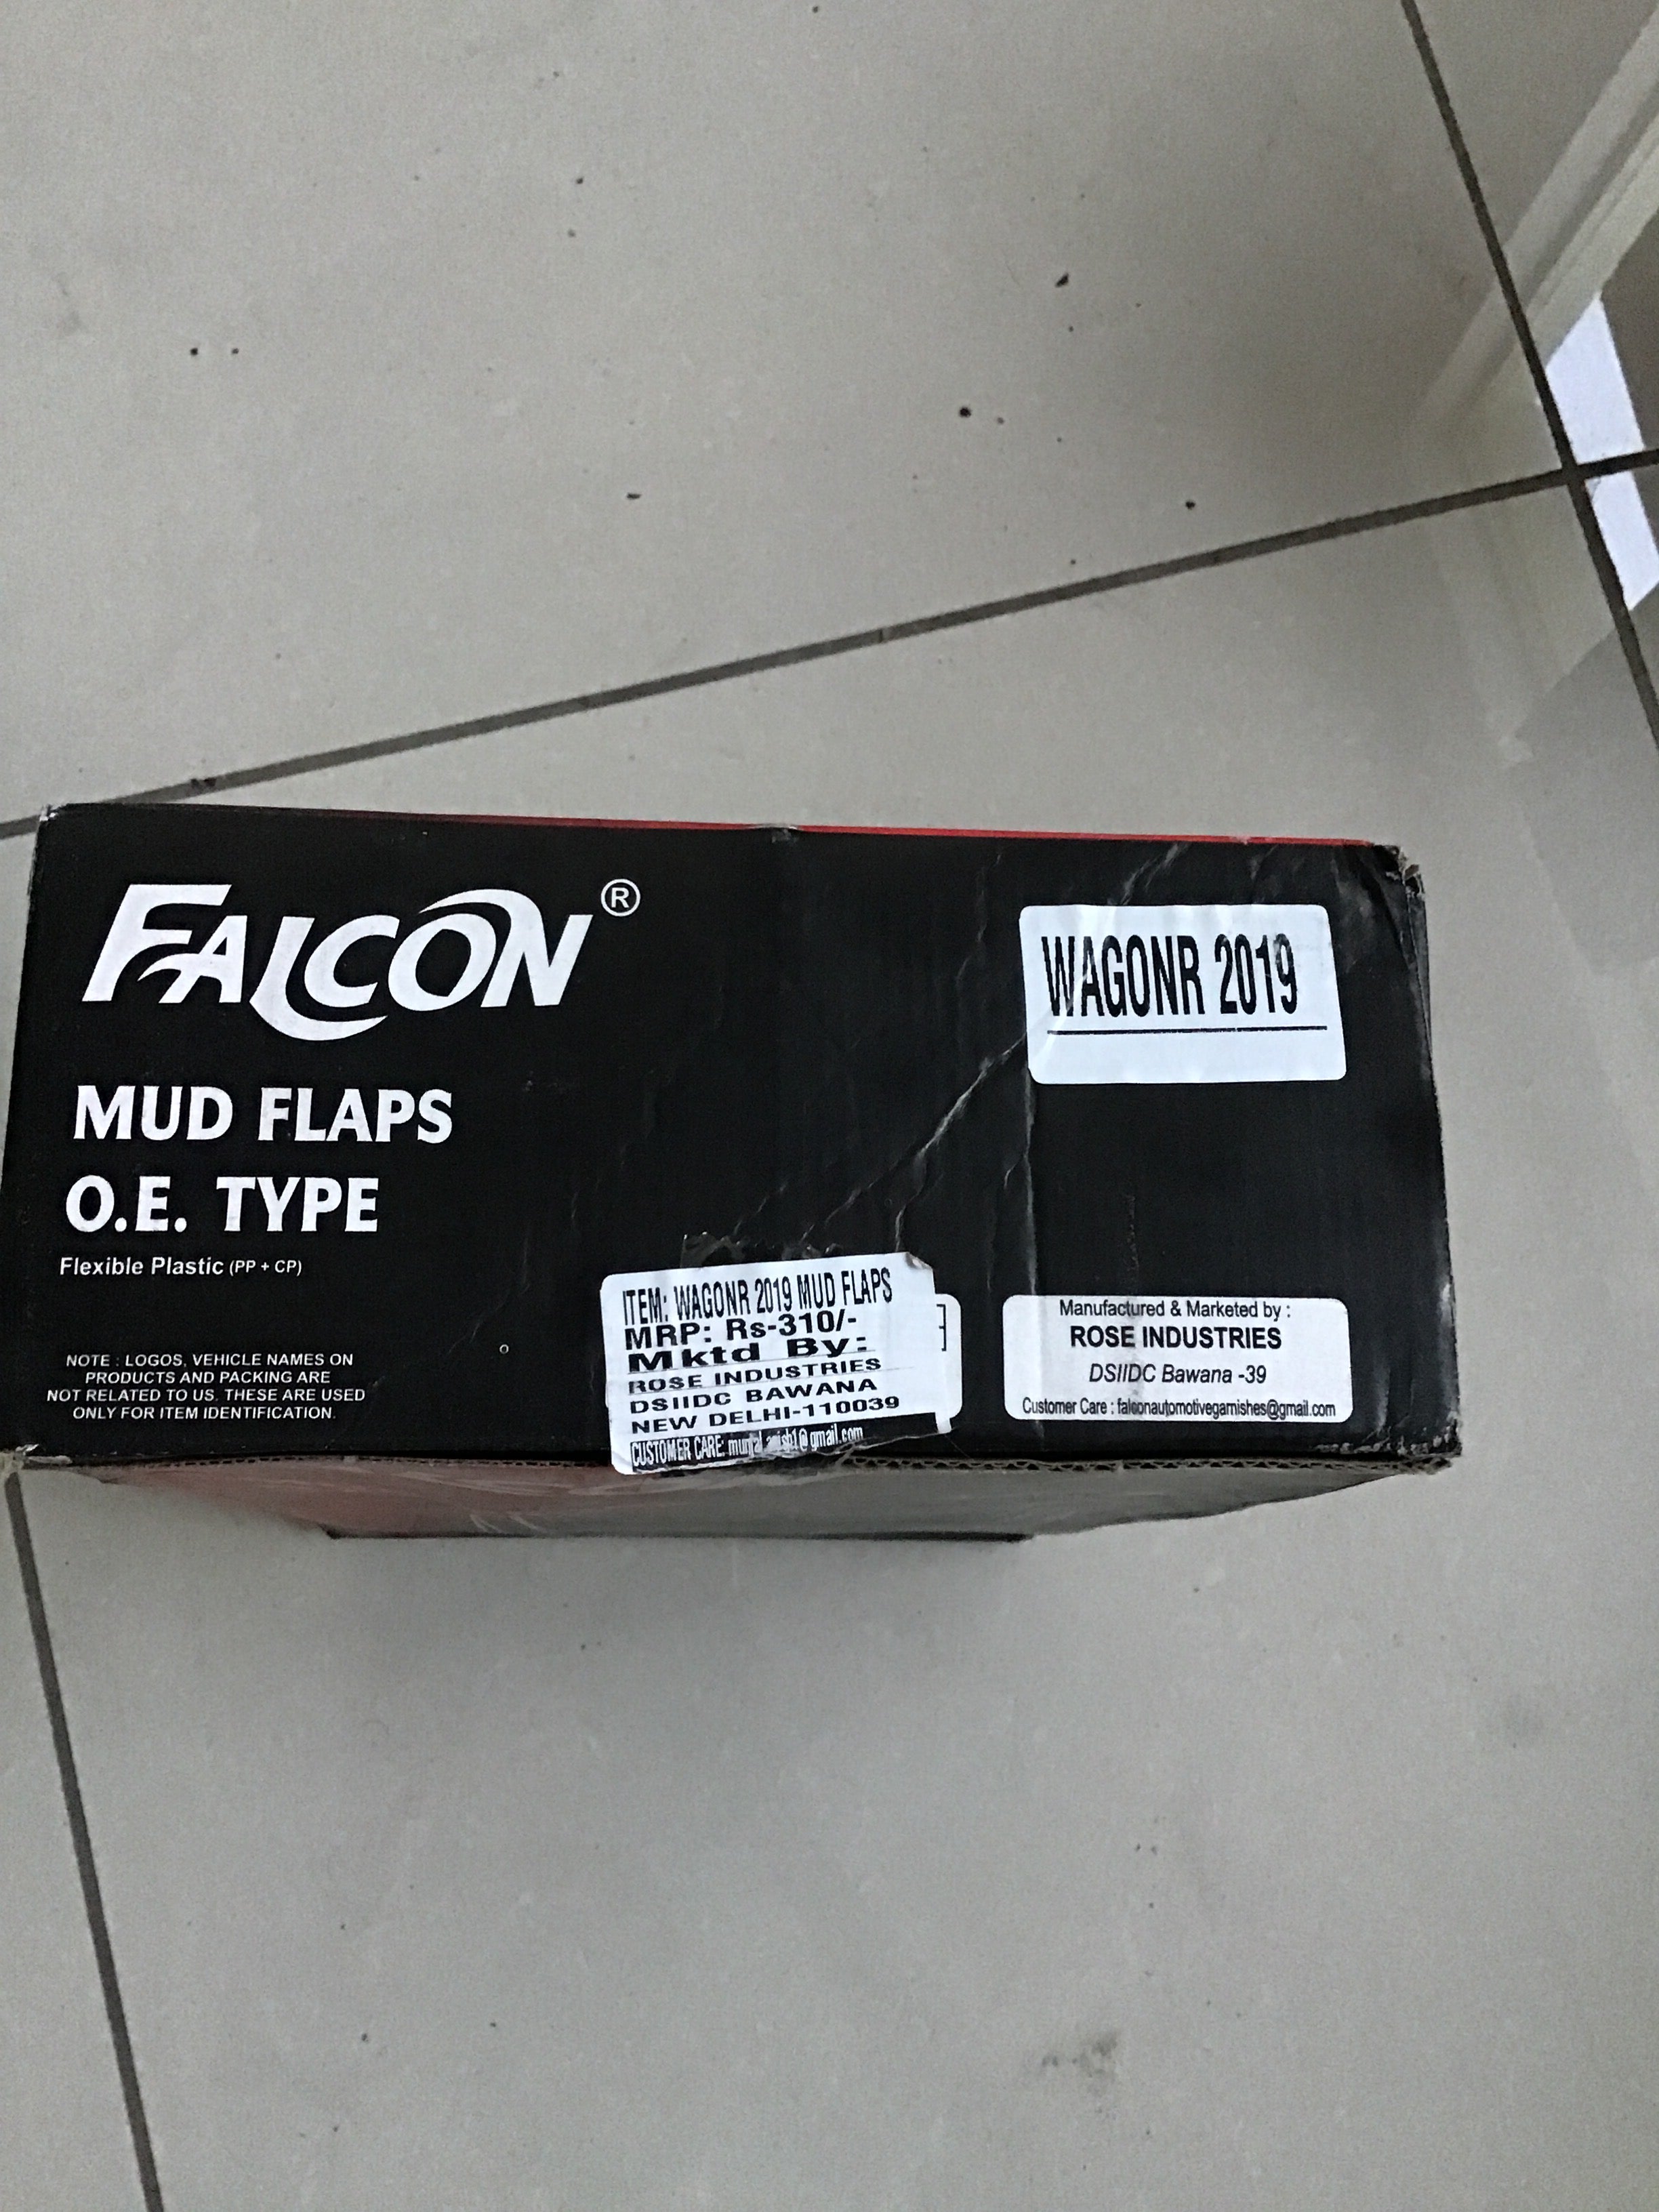 FALCON®
MUD FLAPS
O.E. TYPE
Flexible Plastic (PP + CP)
NOTE : LOGOS, VEHICLE NAMES ON
PRODUCTS AND PACKING ARE
NOT RELATED TO US. THESE ARE USED
ONLY FOR ITEM IDENTIFICATION.
WAGONR 2019
ITEM: WAGONR 2019 MUD FLAPS
MRP: Rs-310/-
Mktd By:
ROSE INDUSTRIES
DSIIDC BAWANA
NEW DELHI-110039
CUSTOMER CARE:
Manufactured & Marketed by :
ROSE INDUSTRIES
DSIIDC Bawana -39
Customer Care : falconautomotivegarnishes@gmail.com